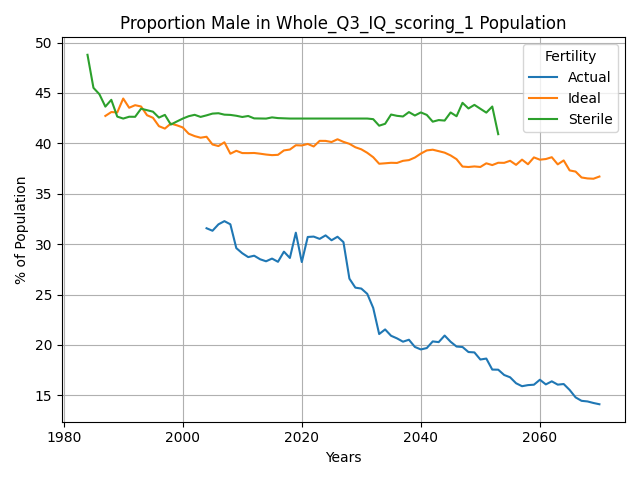 Proportion Male in Whole_Q3_IQ_scoring_1 Population
% of Population
50
45
40
35
30
25
20
15
Fertility
Actual
Ideal
Sterile
1980
2000
2020
2040
2060
Years